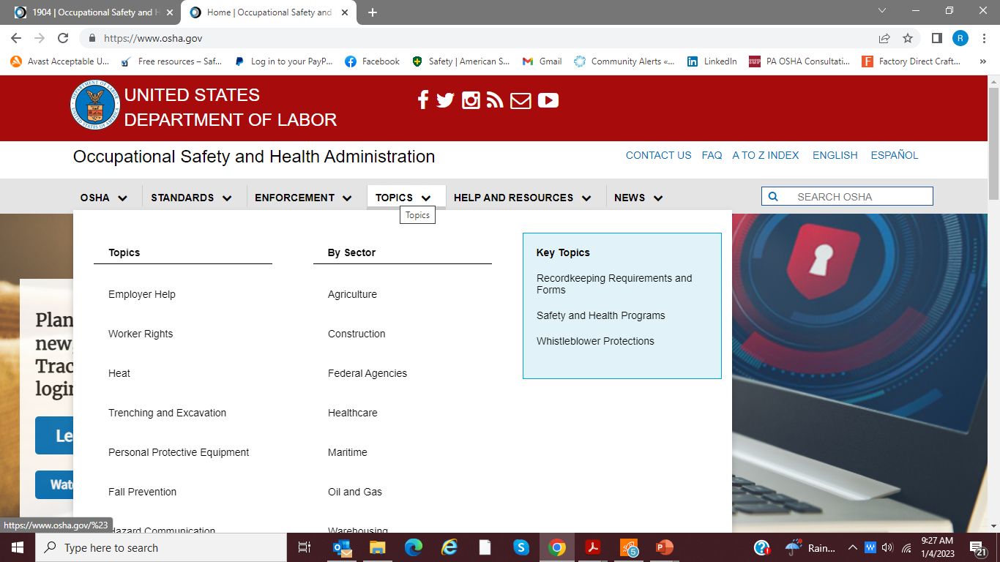 1904 | Occupational Safety and H
Home | Occupational Safety and
https://www.osha.gov
R
Avast Acceptable U...
Free resources – Saf...
Log in to your PayP...
Facebook
Safety | American S...
Gmail
Community Alerts «...
LinkedIn
PA OSHA Consultati...
Factory Direct Craft...
»
UNITED STATES
DEPARTMENT OF LABOR
Occupational Safety and Health Administration
CONTACT US FAQ A TO Z INDEX ENGLISH ESPAÑOL
OSHA STANDARDS ENFORCEMENT TOPICS HELP AND RESOURCES NEWS
SEARCH OSHA
Topics
Topics
Employer Help
Worker Rights
Heat
Trenching and Excavation
Personal Protective Equipment
Fall Prevention
Hazard Communication
By Sector
Agriculture
Construction
Federal Agencies
Healthcare
Maritime
Oil and Gas
Warehousing
Key Topics
Recordkeeping Requirements and
Forms
Safety and Health Programs
Whistleblower Protections
Plan
new,
Trac
login
Le
Wat
https://www.osha.gov/%23
Type here to search
5
Rain...
9:27 AM
1/4/2023
21